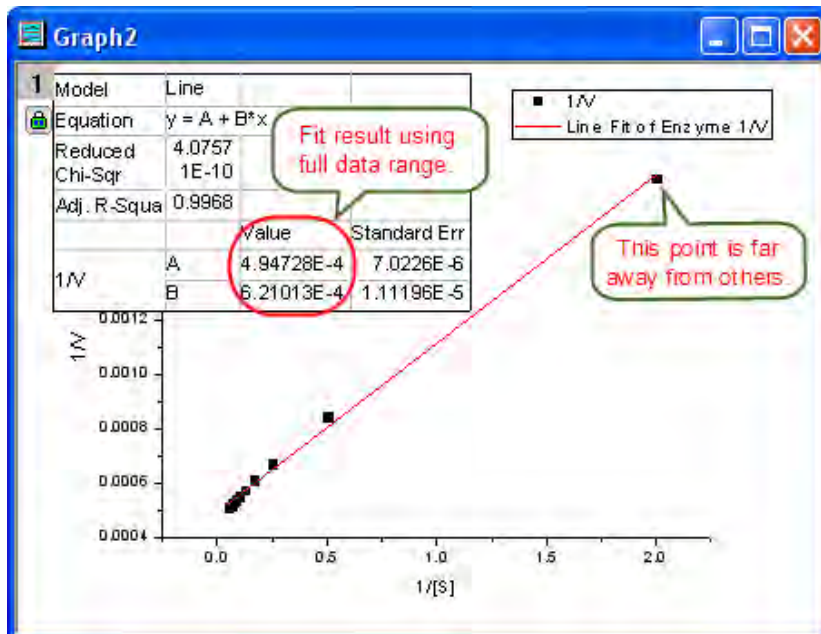 Graph2
1
Model Line
Equation y = A + B*x
Reduced Chi-Sqr 4.0757 1E-10
Adj. R-Squa 0.9968
Value Standard Err
1/V A 4.94728E-4 7.0226E-6
B 6.21013E-4 1.11196E-5
Fit result using
full data range.
1/V
Line Fit of Enzyme 1/V
This point is far
away from others
0.0012
0.0010
0.0008
0.0006
0.0004
1/V
0.0 0.5 1.0 1.5 2.0
1/[S]